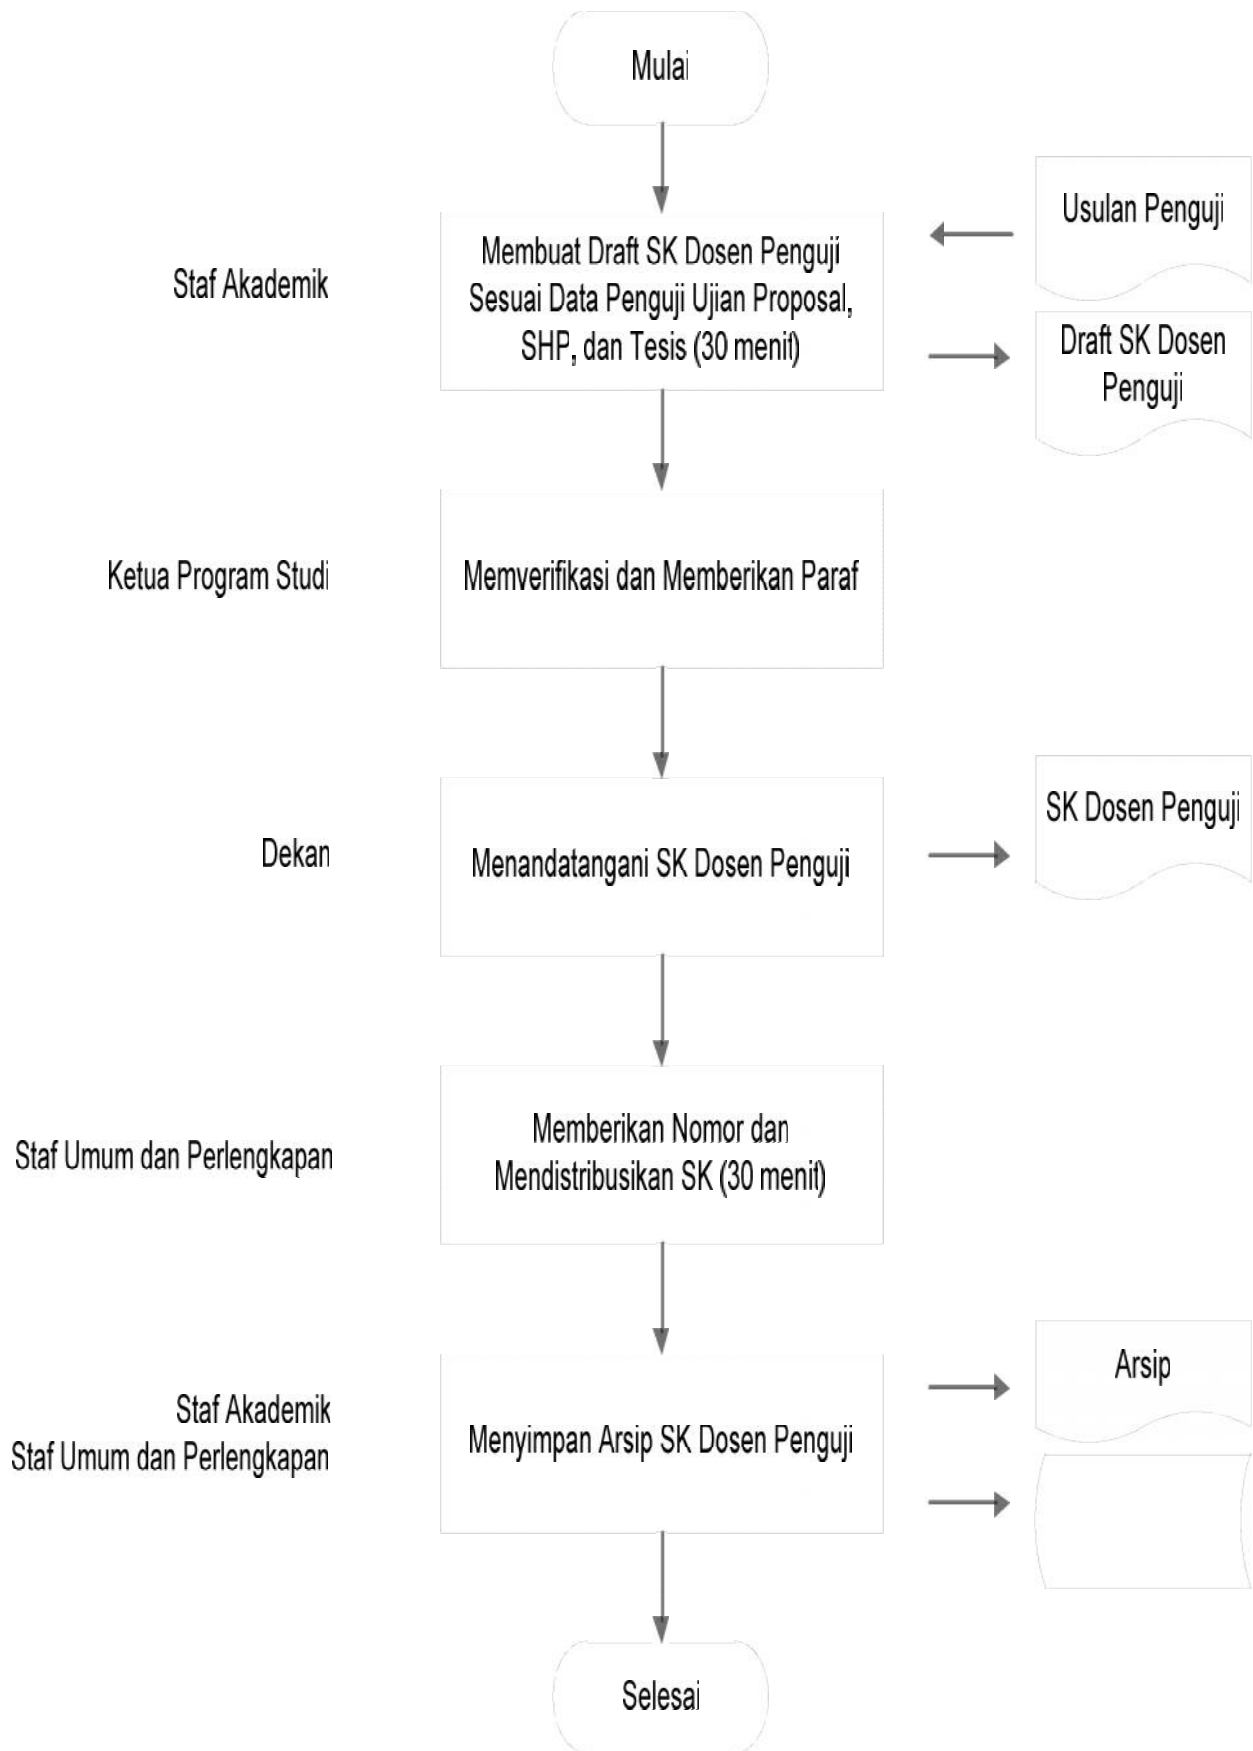 Mulai
Staf Akademik
Membuat Draft SK Dosen Penguji
Sesuai Data Penguji Ujian Proposal,
SHP, dan Tesis (30 menit)
Usulan Penguji
Draft SK Dosen
Penguji
Ketua Program Studi
Memverifikasi dan Memberikan Paraf
Dekan
Menandatangani SK Dosen Penguji
SK Dosen Penguji
Staf Umum dan Perlengkapan
Memberikan Nomor dan
Mendistribusikan SK (30 menit)
Staf Akademik
Staf Umum dan Perlengkapan
Menyimpan Arsip SK Dosen Penguji
Arsip
Selesai